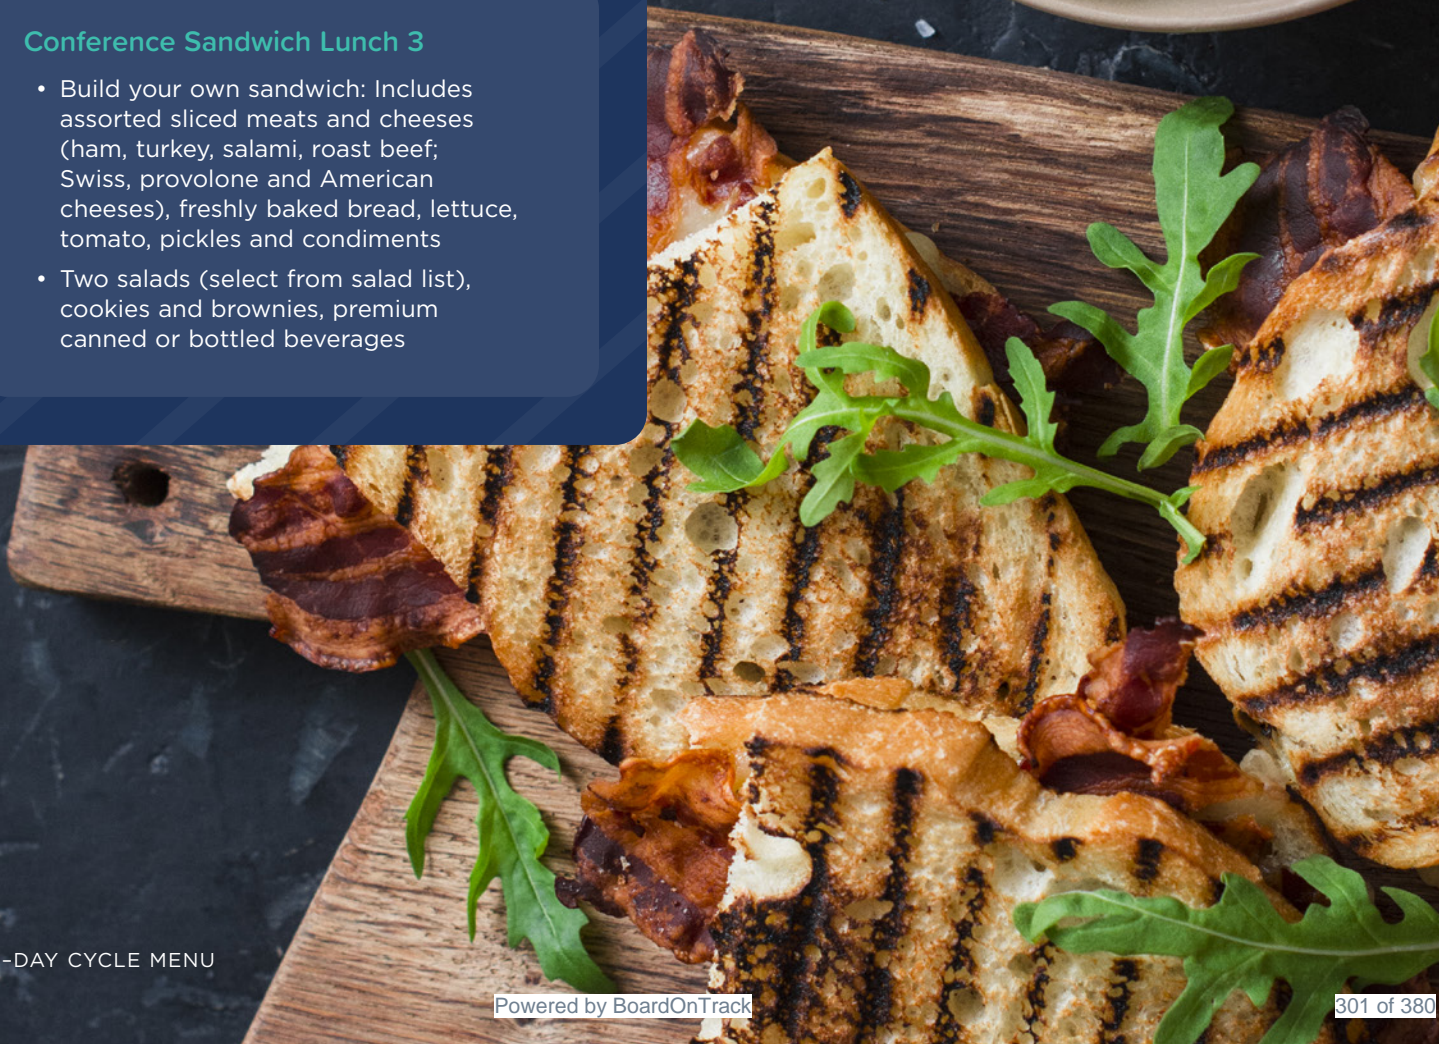 Conference Sandwich Lunch 3
• Build your own sandwich: Includes
assorted sliced meats and cheeses
(ham, turkey, salami, roast beef;
Swiss, provolone and American
cheeses), freshly baked bread, lettuce,
tomato, pickles and condiments
• Two salads (select from salad list),
cookies and brownies, premium
canned or bottled beverages
–DAY CYCLE MENU
Powered by BoardOnTrack
301 of 380